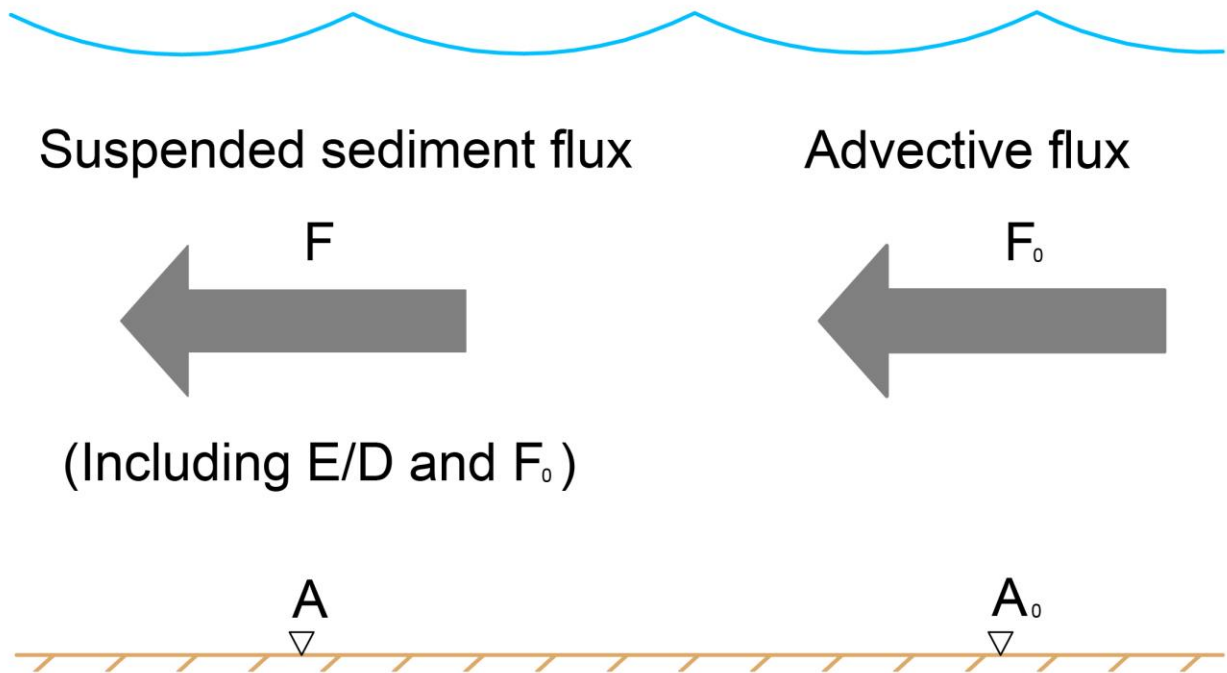 Suspended sediment flux Advective flux
F F₀
(Including E/D and F₀)
A A₀